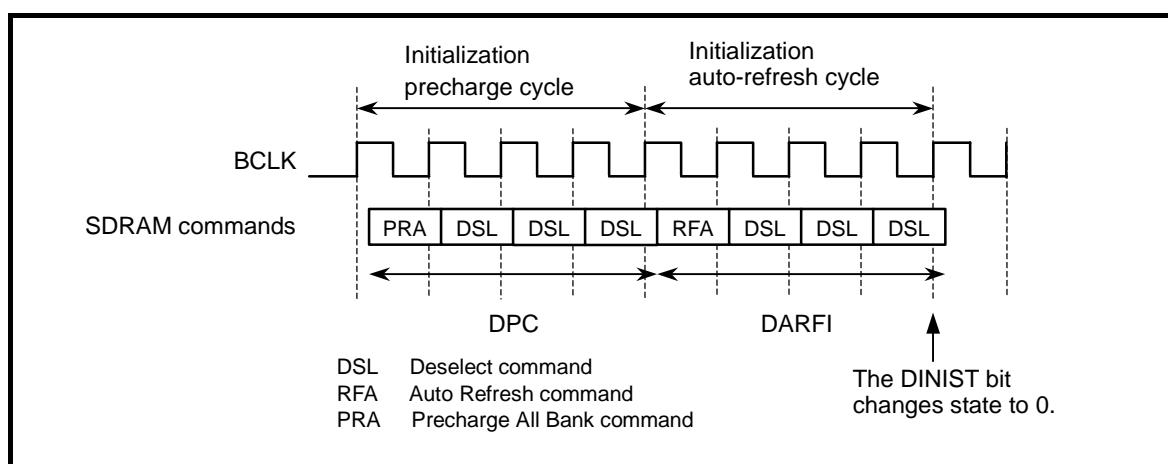 Initialization
precharge cycle
Initialization
auto-refresh cycle
BCLK
SDRAM commands
PRA DSL DSL DSL RFA DSL DSL DSL
DPC DARFI
DSL Deselect command
RFA Auto Refresh command
PRA Precharge All Bank command
The DINIST bit
changes state to 0.